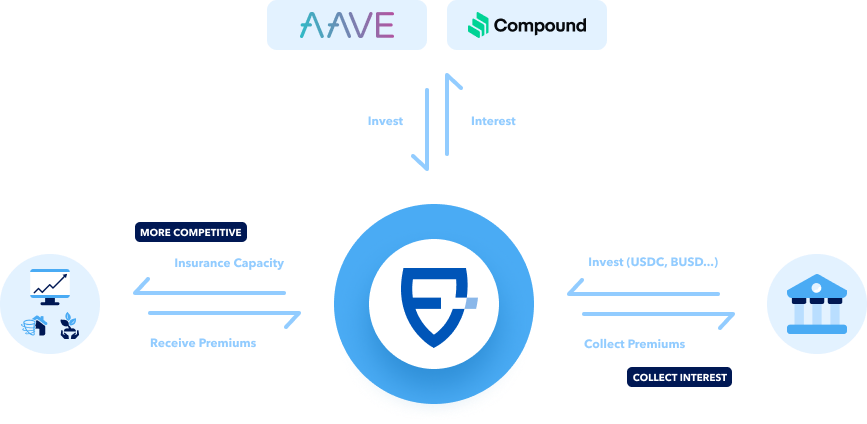 AAVE
Compound
Invest
Interest
MORE COMPETITIVE
Insurance Capacity
Receive Premiums
Invest (USDC, BUSD...)
Collect Premiums
COLLECT INTEREST